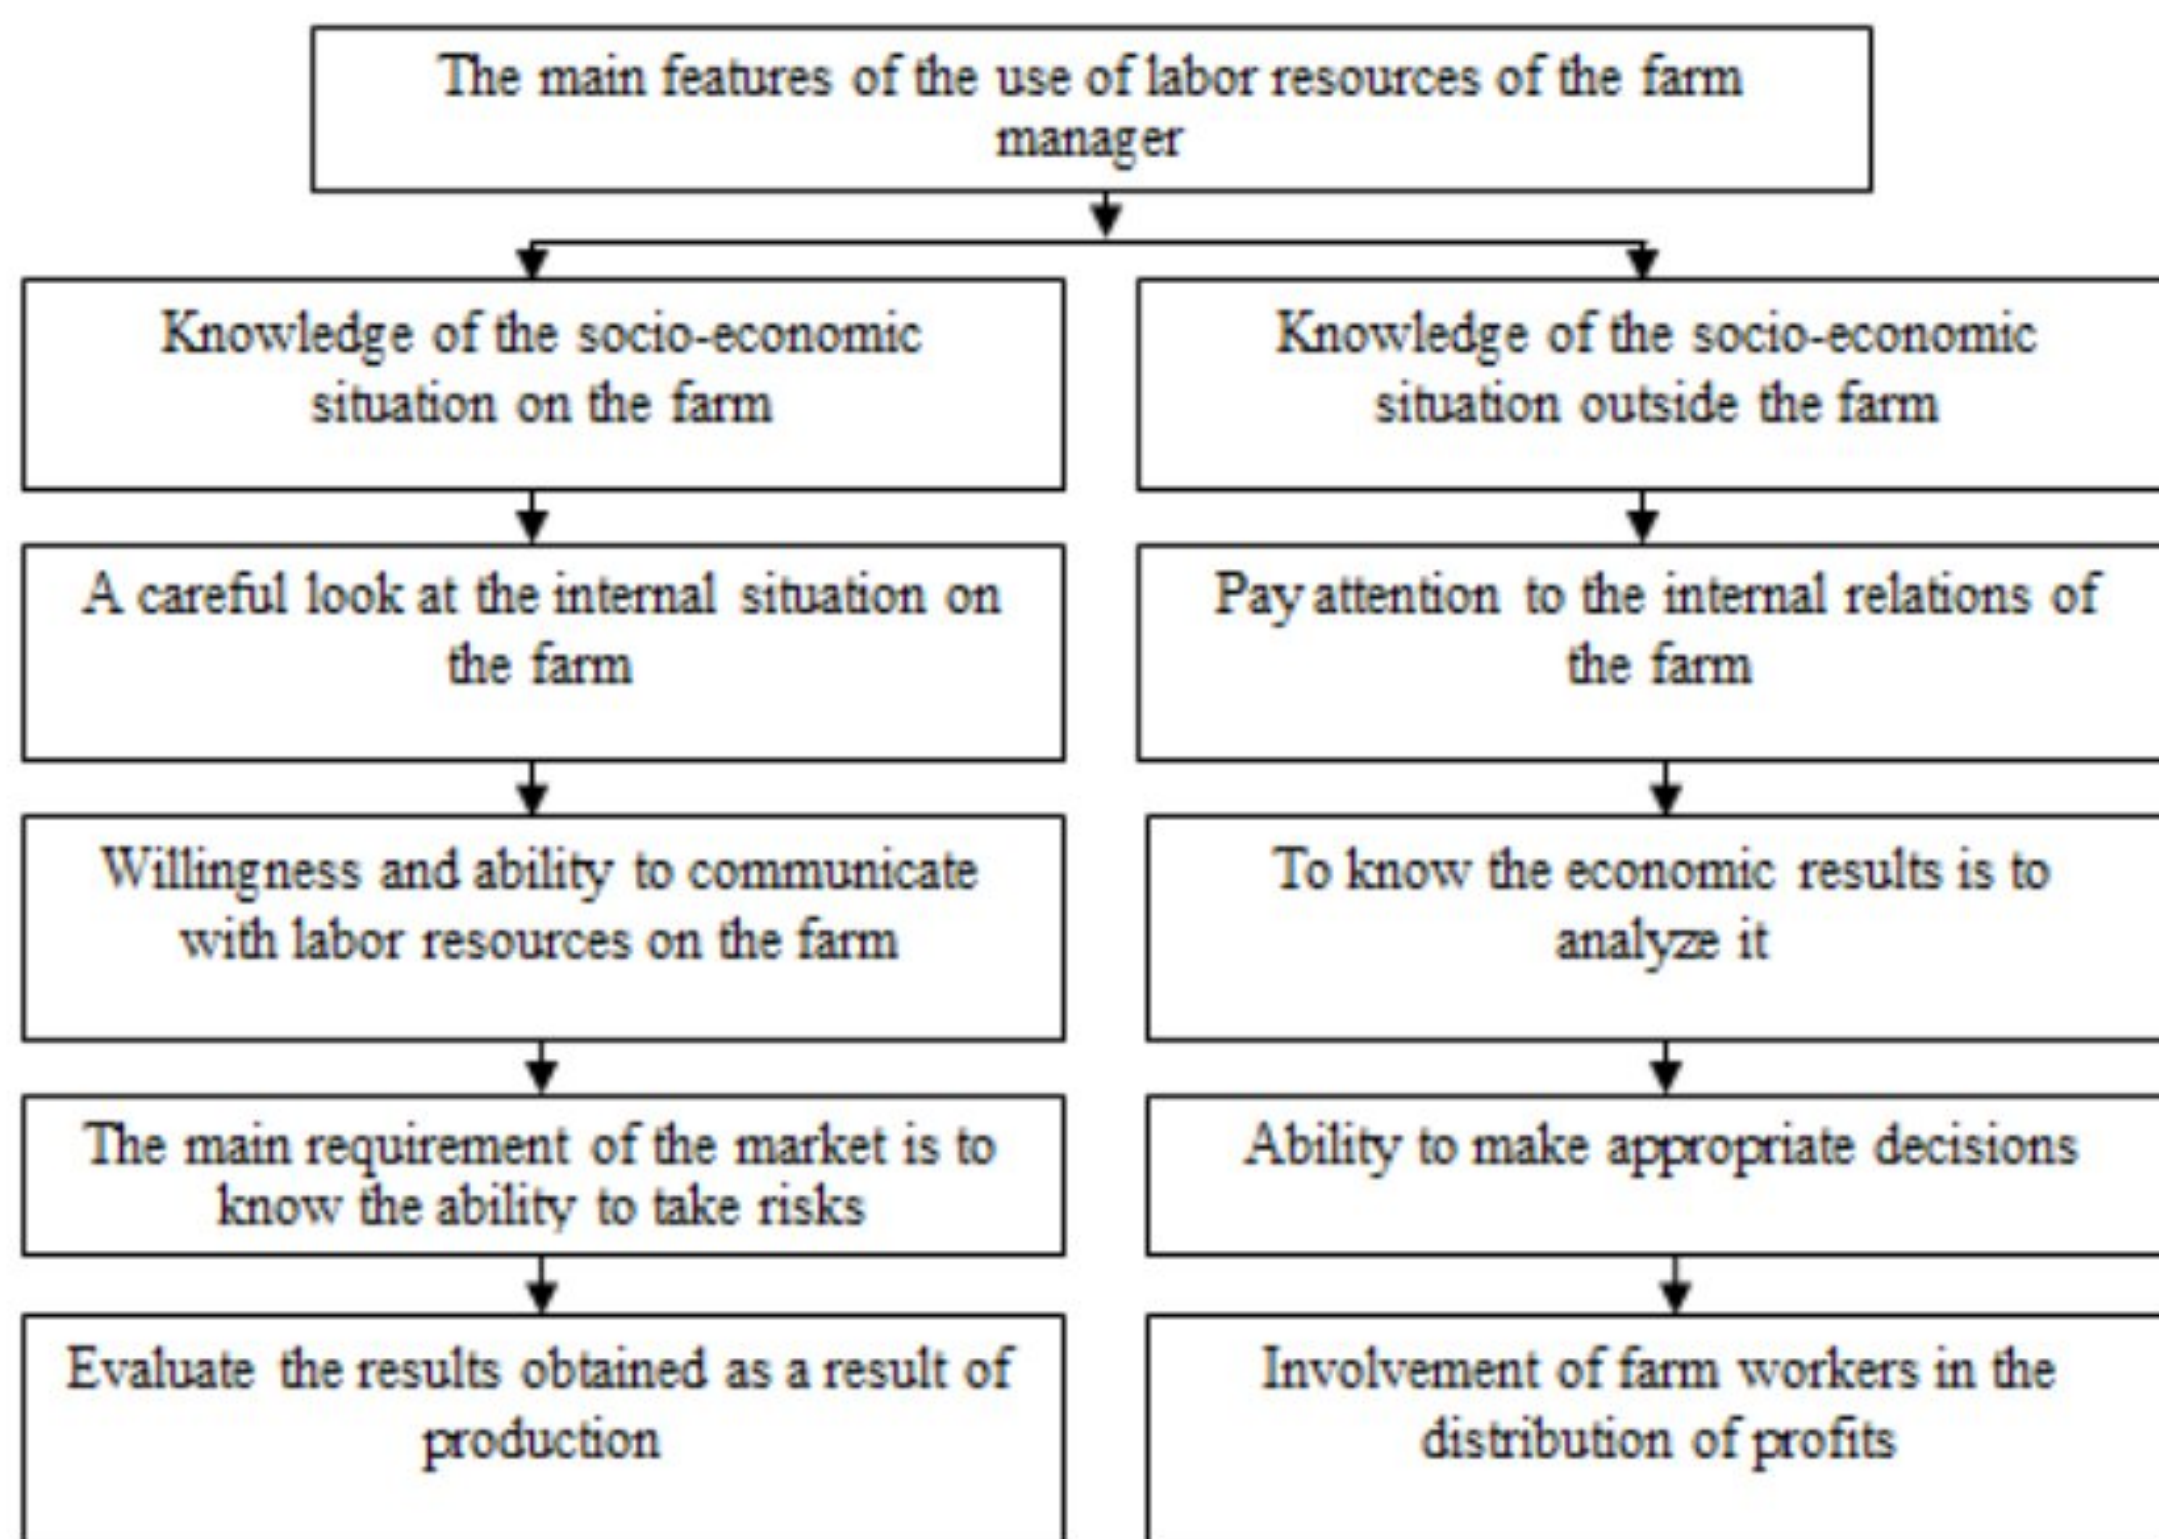 The main features of the use of labor resources of the farm
manager
Knowledge of the socio-economic
situation on the farm
Knowledge of the socio-economic
situation outside the farm
A careful look at the internal situation on
the farm
Pay attention to the internal relations of
the farm
Willingness and ability to communicate
with labor resources on the farm
To know the economic results is to
analyze it
The main requirement of the market is to
know the ability to take risks
Ability to make appropriate decisions
Evaluate the results obtained as a result of
production
Involvement of farm workers in the
distribution of profits